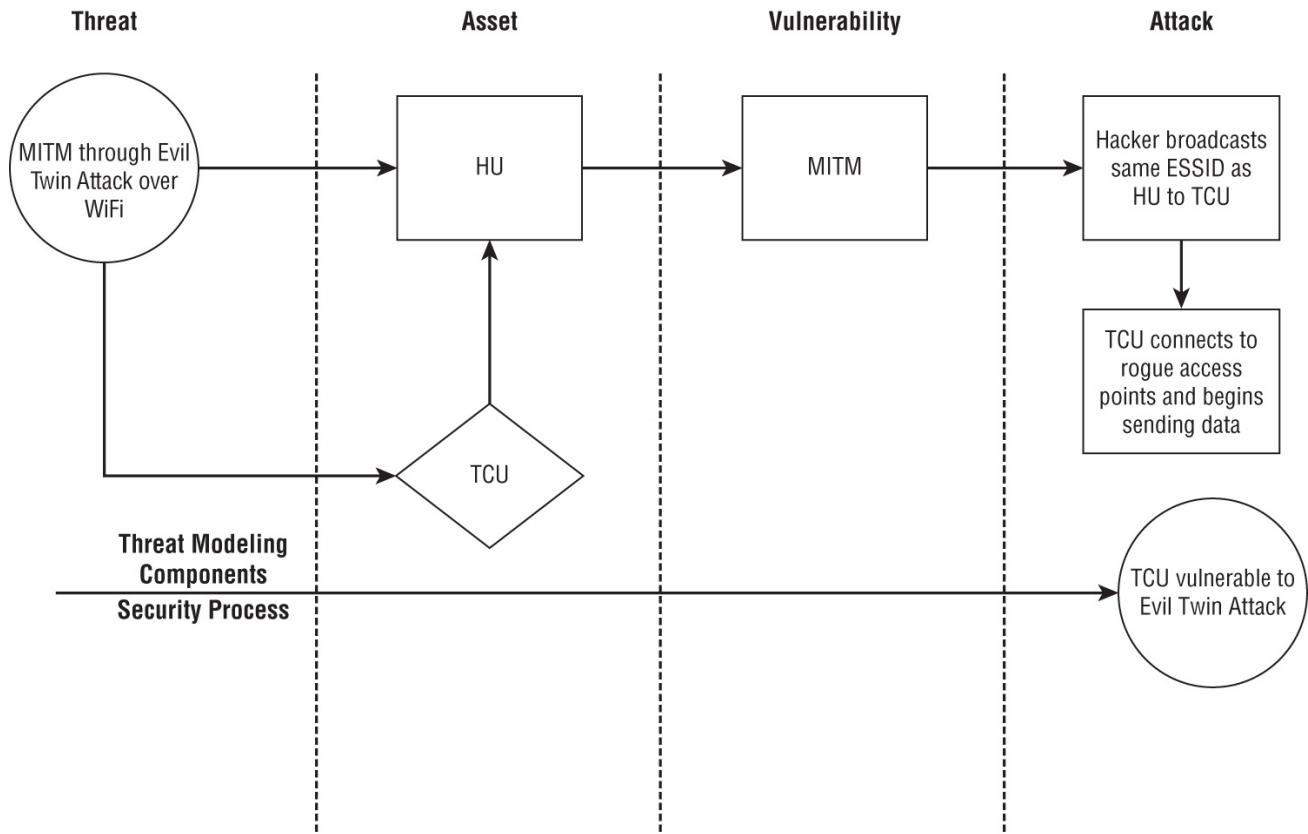 Threat
Asset
Vulnerability
Attack
MITM through Evil
Twin Attack over
WiFi
HU
MITM
Hacker broadcasts
same ESSID as
HU to TCU
TCU connects to
rogue access
points and begins
sending data
TCU
Threat Modeling
Components
Security Process
TCU vulnerable to
Evil Twin Attack